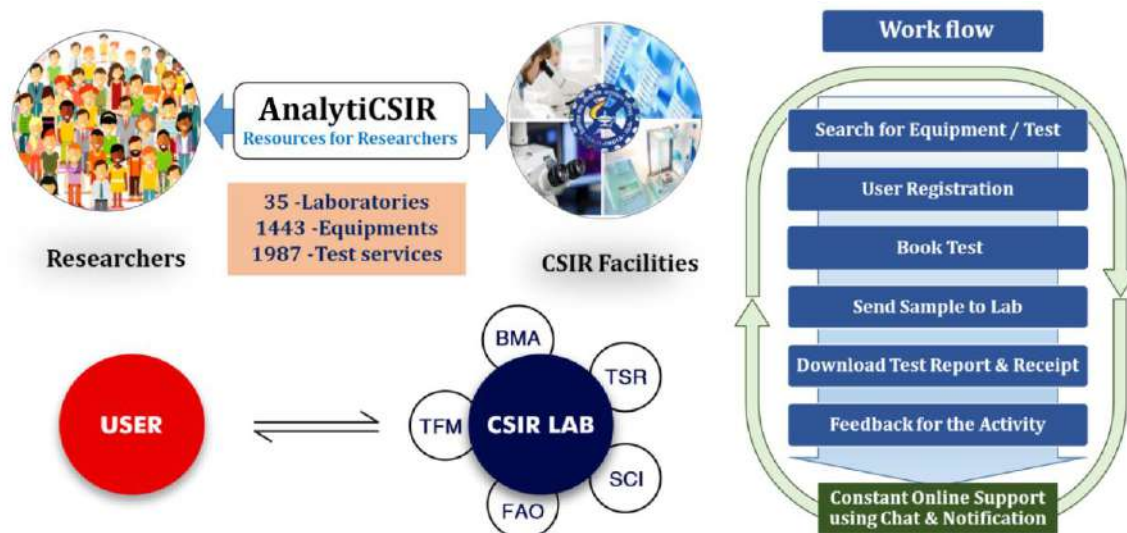 AnalytiCSIR
Resources for Researchers
35 -Laboratories
1443 -Equipments
1987 -Test services
Researchers
CSIR Facilities
USER
BMA
TSR
TFM
CSIR LAB
SCI
FAO
Work flow
Search for Equipment / Test
User Registration
Book Test
Send Sample to Lab
Download Test Report & Receipt
Feedback for the Activity
Constant Online Support
using Chat & Notification